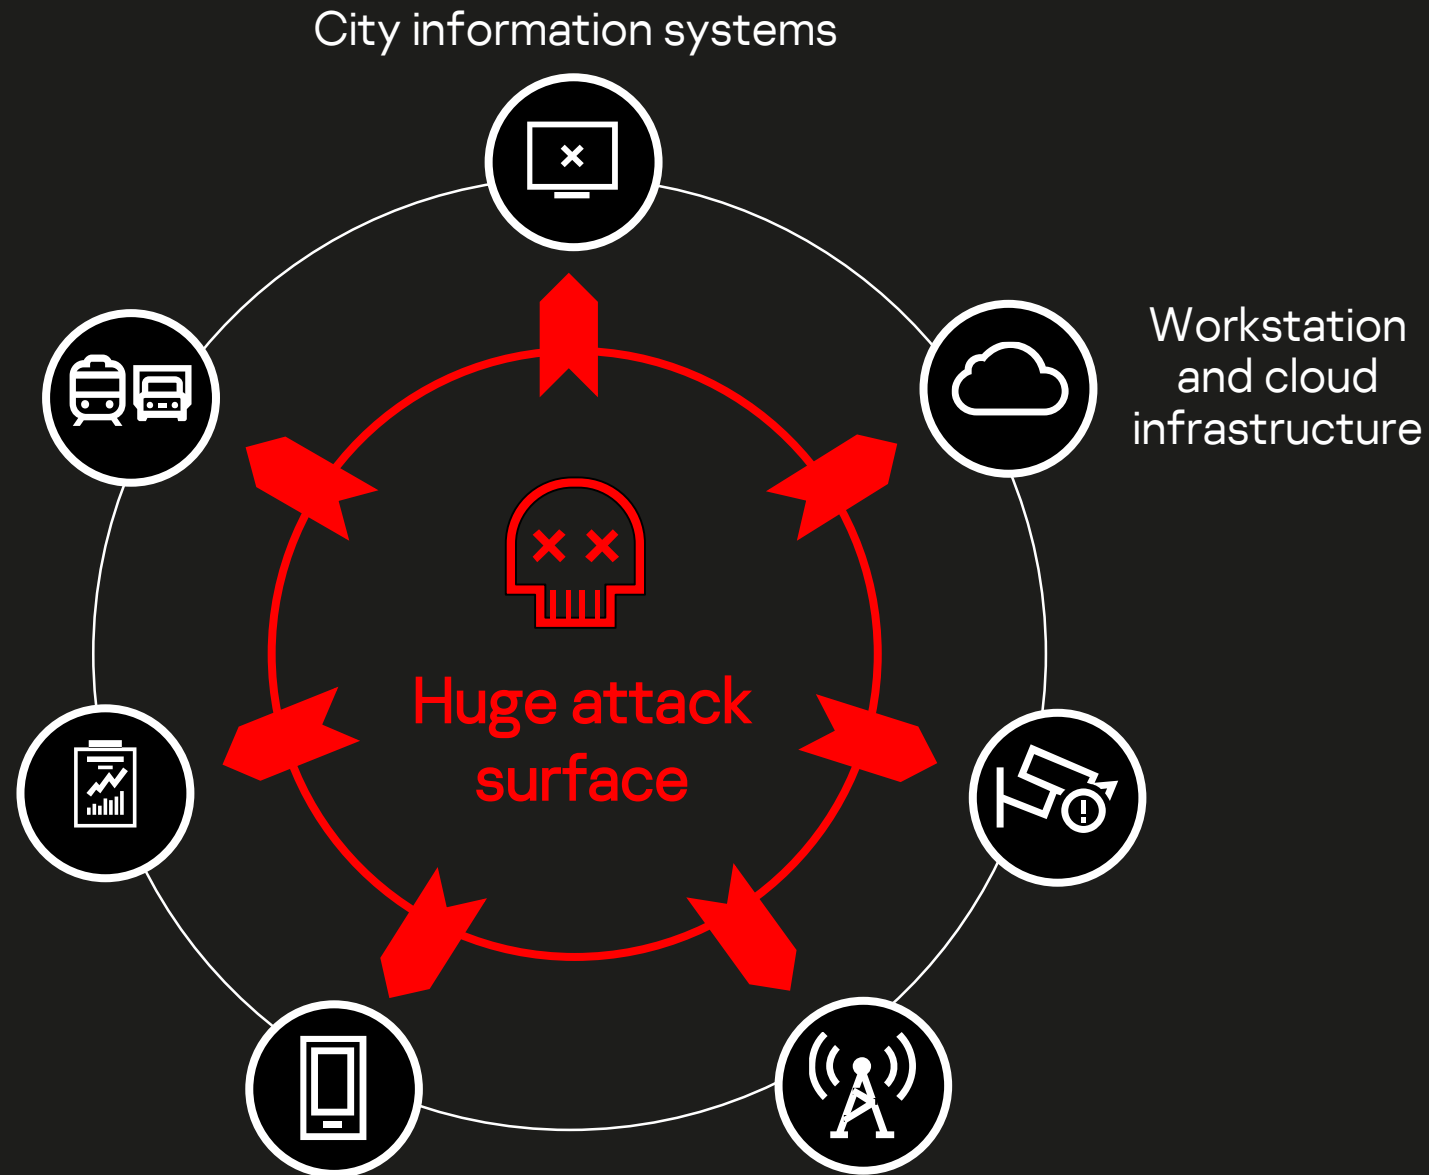 City information systems
Workstation
and cloud
infrastructure
Huge attack
surface